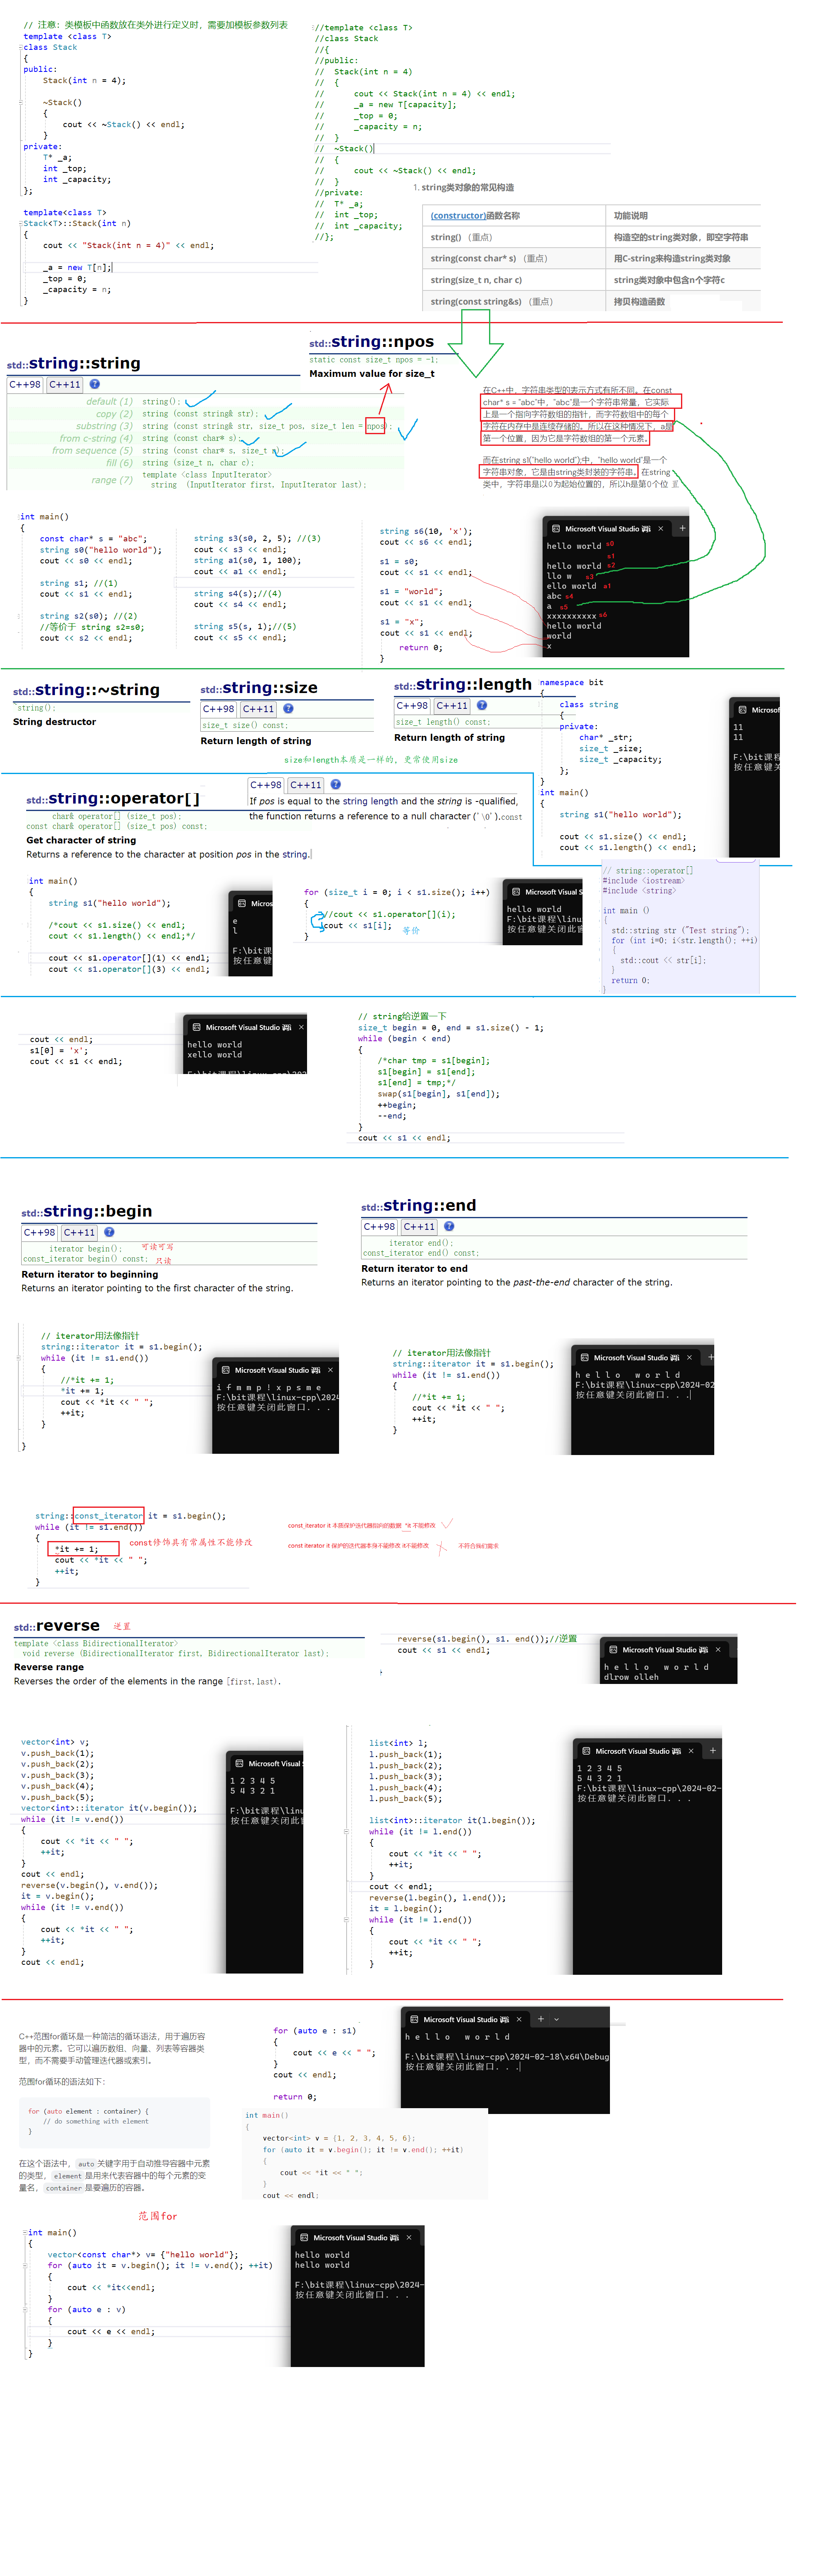 // 注意：类模板中函数放在类外进行定义时，需要加模板参数列表
template <class T>
class Stack
{
public:
Stack(int n = 4);
~Stack()
{
cout << ~Stack() << endl;
}
private:
T* _a;
int _top;
int _capacity;
};
template<class T>
Stack<T>::Stack(int n)
{
cout << "Stack(int n = 4)" << endl;
_a = new T[n];
_top = 0;
_capacity = n;
}
//template <class T>
//class Stack
//{
//public:
// Stack(int n = 4)
// {
// cout << Stack(int n = 4) << endl;
// _a = new T[capacity];
// _top = 0;
// _capacity = n;
// }
// ~Stack()
// {
// cout << ~Stack() << endl;
// }
//private:
// T* _a;
// int _top;
// int _capacity;
//};
1. string类对象的常见构造
(constructor)函数名称 功能说明
string() （重点） 构造空的string类对象，即空字符串
string(const char* s) （重点） 用C-string来构造string类对象
string(size_t n, char c) string类对象中包含n个字符c
string(const string&s) （重点） 拷贝构造函数
std::string::string
C++98 C++11
default (1) string();
copy (2) string (const string& str);
substring (3) string (const string& str, size_t pos, size_t len = npos);
from c-string (4) string (const char* s);
from sequence (5) string (const char* s, size_t n);
fill (6) string (size_t n, char c);
range (7) template <class InputIterator>
string (InputIterator first, InputIterator last);
std::string::npos
static const size_t npos = -1;
Maximum value for size_t
在C++中，字符串类型的表示方式有所不同。在const
char* s = "abc"中，"abc"是一个字符串常量，它实际
上是一个指向字符数组的指针，而字符数组中的每个
字符在内存中是连续存储的。所以在这种情况下，a是
第一个位置，因为它是字符数组的第一个元素。
而在string s1("hello world");中，"hello world"是一个
字符串对象，它是由string类封装的字符串。在string
类中，字符串是以0为起始位置的，所以h是第0个位
int main()
{
const char* s = "abc";
string s0("hello world");
cout << s0 << endl;
string s1; //(1)
cout << s1 << endl;
string s2(s0); //(2)
//等价于 string s2=s0;
cout << s2 << endl;
string s3(s0, 2, 5); //(3)
cout << s3 << endl;
string a1(s0, 1, 100);
cout << a1 << endl;
string s4(s);//(4)
cout << s4 << endl;
string s5(s, 1);//(5)
cout << s5 << endl;
string s6(10, 'x');
cout << s6 << endl;
s1 = s0;
cout << s1 << endl;
s1 = "world";
cout << s1 << endl;
s1 = "x";
cout << s1 << endl;
return 0;
}
Microsoft Visual Studio 调
hello world s0
s1
hello world s2
llo w s3
ello world a1
abc s4
a s5
xxxxxxxxxx s6
hello world
world
x
std::string::~string
~string();
String destructor
std::string::size
C++98 C++11
size_t size() const;
Return length of string
std::string::length
C++98 C++11
size_t length() const;
Return length of string
size和length本质是一样的，更常使用size
namespace bit
{
class string
{
private:
char* _str;
size_t _size;
size_t _capacity;
};
}
int main()
{
string s1("hello world");
cout << s1.size() << endl;
cout << s1.length() << endl;
Microso
11
11
F:\bit课程
按任意键关
std::string::operator[]
char& operator[] (size_t pos);
const char& operator[] (size_t pos) const;
Get character of string
Returns a reference to the character at position pos in the string.
C++98 C++11
If pos is equal to the string length and the string is -qualified,
the function returns a reference to a null character ('\0').const
int main()
{
string s1("hello world");
/*cout << s1.size() << endl;
cout << s1.length() << endl;*/
cout << s1.operator[](1) << endl;
cout << s1.operator[](3) << endl;
Micros
e
l
F:\bit课
按任意键
for (size_t i = 0; i < s1.size(); i++)
{
//cout << s1.operator[](i);
cout << s1[i];
}
等价
Microsoft Visual S
hello world
F:\bit课程\linu
按任意键关闭此窗
// string::operator[]
#include <iostream>
#include <string>
int main ()
{
std::string str ("Test string");
for (int i=0; i<str.length(); ++i)
{
std::cout << str[i];
}
return 0;
}
cout << endl;
s1[0] = 'x';
cout << s1 << endl;
Microsoft Visual Studio 调
hello world
xello world
// string给逆置一下
size_t begin = 0, end = s1.size() - 1;
while (begin < end)
{
/*char tmp = s1[begin];
s1[begin] = s1[end];
s1[end] = tmp;*/
swap(s1[begin], s1[end]);
++begin;
--end;
}
cout << s1 << endl;
std::string::begin
C++98 C++11
iterator begin(); 可读可写
const_iterator begin() const; 只读
Return iterator to beginning
Returns an iterator pointing to the first character of the string.
std::string::end
C++98 C++11
iterator end();
const_iterator end() const;
Return iterator to end
Returns an iterator pointing to the past-the-end character of the string.
// iterator用法像指针
string::iterator it = s1.begin();
while (it != s1.end())
{
//*it += 1;
*it += 1;
cout << *it << " ";
++it;
}
}
Microsoft Visual Studio 调
i f m m p ! x p s m e
F:\bit课程\linux-cpp\2024
按任意键关闭此窗口. . .
// iterator用法像指针
string::iterator it = s1.begin();
while (it != s1.end())
{
//*it += 1;
cout << *it << " ";
++it;
}
Microsoft Visual Studio 调
h e l l o   w o r l d
F:\bit课程\linux-cpp\2024-02
按任意键关闭此窗口. . .
string::const_iterator it = s1.begin();
while (it != s1.end())
{
*it += 1;
cout << *it << " ";
++it;
}
const修饰具有常属性不能修改
const_iterator it 本质保护迭代器指向的数据 *it 不能修改
const iterator it 保护的迭代器本身不能修改 it不能修改 不符合我们需求
std::reverse 逆置
template <class BidirectionalIterator>
void reverse (BidirectionalIterator first, BidirectionalIterator last);
Reverse range
Reverses the order of the elements in the range [first,last).
reverse(s1.begin(), s1. end());//逆置
cout << s1 << endl;
Microsoft Visual Studio 调
h e l l o   w o r l d
dlrow olleh
vector<int> v;
v.push_back(1);
v.push_back(2);
v.push_back(3);
v.push_back(4);
v.push_back(5);
vector<int>::iterator it(v.begin());
while (it != v.end())
{
cout << *it << " ";
++it;
}
cout << endl;
reverse(v.begin(), v.end());
it = v.begin();
while (it != v.end())
{
cout << *it << " ";
++it;
}
cout << endl;
Microsoft Visual S
1 2 3 4 5
5 4 3 2 1
F:\bit课程\linu
按任意键关闭此窗
list<int> l;
l.push_back(1);
l.push_back(2);
l.push_back(3);
l.push_back(4);
l.push_back(5);
list<int>::iterator it(l.begin());
while (it != l.end())
{
cout << *it << " ";
++it;
}
cout << endl;
reverse(l.begin(), l.end());
it = l.begin();
while (it != l.end())
{
cout << *it << " ";
++it;
}
Microsoft Visual Studio 调
1 2 3 4 5
5 4 3 2 1
F:\bit课程\linux-cpp\2024-02-
按任意键关闭此窗口. . .
C++范围for循环是一种简洁的循环语法，用于遍历容
器中的元素。它可以遍历数组、向量、列表等容器类
型，而不需要手动管理迭代器或索引。
范围for循环的语法如下：
for (auto element : container) {
// do something with element
}
在这个语法中，auto 关键字用于自动推导容器中元素
的类型，element 是用来代表容器中的每个元素的变
量名，container 是要遍历的容器。
for (auto e : s1)
{
cout << e << " ";
}
cout << endl;
return 0;
Microsoft Visual Studio 调
h e l l o   w o r l d
F:\bit课程\linux-cpp\2024-02-18\x64\Debug
按任意键关闭此窗口. . .
int main()
{
vector<int> v = {1, 2, 3, 4, 5, 6};
for (auto it = v.begin(); it != v.end(); ++it)
{
cout << *it << " ";
}
cout << endl;
范围for
int main()
{
vector<const char*> v= {"hello world"};
for (auto it = v.begin(); it != v.end(); ++it)
{
cout << *it<<endl;
}
for (auto e : v)
{
cout << e << endl;
}
}
Microsoft Visual Studio 调
hello world
hello world
F:\bit课程\linux-cpp\2024-
按任意键关闭此窗口. . .